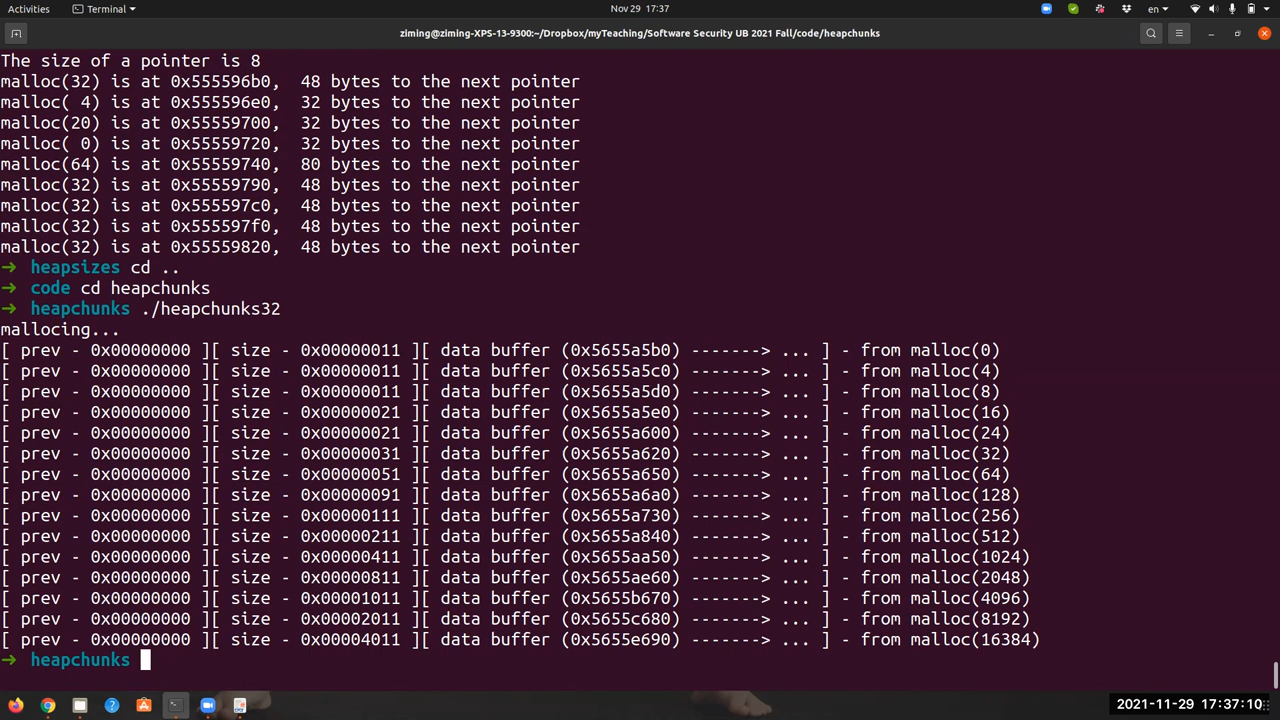 Activities
Terminal
Nov 29 17:37
en
ziming@ziming-XPS-13-9300:~/Dropbox/myTeaching/Software Security UB 2021 Fall/code/heapchunks
The size of a pointer is 8
malloc(32) is at 0x555596b0,  48 bytes to the next pointer
malloc( 4) is at 0x555596e0,  32 bytes to the next pointer
malloc(20) is at 0x55559700,  32 bytes to the next pointer
malloc( 0) is at 0x55559720,  32 bytes to the next pointer
malloc(64) is at 0x55559740,  80 bytes to the next pointer
malloc(32) is at 0x55559790,  48 bytes to the next pointer
malloc(32) is at 0x555597c0,  48 bytes to the next pointer
malloc(32) is at 0x555597f0,  48 bytes to the next pointer
malloc(32) is at 0x55559820,  48 bytes to the next pointer
➜  heapsizes cd ..
➜  code cd heapchunks
➜  heapchunks ./heapchunks32
mallocing...
[ prev - 0x00000000 ][ size - 0x00000011 ][ data buffer (0x5655a5b0) -------> ... ] - from malloc(0)
[ prev - 0x00000000 ][ size - 0x00000011 ][ data buffer (0x5655a5c0) -------> ... ] - from malloc(4)
[ prev - 0x00000000 ][ size - 0x00000011 ][ data buffer (0x5655a5d0) -------> ... ] - from malloc(8)
[ prev - 0x00000000 ][ size - 0x00000021 ][ data buffer (0x5655a5e0) -------> ... ] - from malloc(16)
[ prev - 0x00000000 ][ size - 0x00000021 ][ data buffer (0x5655a600) -------> ... ] - from malloc(24)
[ prev - 0x00000000 ][ size - 0x00000031 ][ data buffer (0x5655a620) -------> ... ] - from malloc(32)
[ prev - 0x00000000 ][ size - 0x00000051 ][ data buffer (0x5655a650) -------> ... ] - from malloc(64)
[ prev - 0x00000000 ][ size - 0x00000091 ][ data buffer (0x5655a6a0) -------> ... ] - from malloc(128)
[ prev - 0x00000000 ][ size - 0x00000111 ][ data buffer (0x5655a730) -------> ... ] - from malloc(256)
[ prev - 0x00000000 ][ size - 0x00000211 ][ data buffer (0x5655a840) -------> ... ] - from malloc(512)
[ prev - 0x00000000 ][ size - 0x00000411 ][ data buffer (0x5655aa50) -------> ... ] - from malloc(1024)
[ prev - 0x00000000 ][ size - 0x00000811 ][ data buffer (0x5655ae60) -------> ... ] - from malloc(2048)
[ prev - 0x00000000 ][ size - 0x00001011 ][ data buffer (0x5655b670) -------> ... ] - from malloc(4096)
[ prev - 0x00000000 ][ size - 0x00002011 ][ data buffer (0x5655c680) -------> ... ] - from malloc(8192)
[ prev - 0x00000000 ][ size - 0x00004011 ][ data buffer (0x5655e690) -------> ... ] - from malloc(16384)
➜  heapchunks
2021-11-29 17:37:10